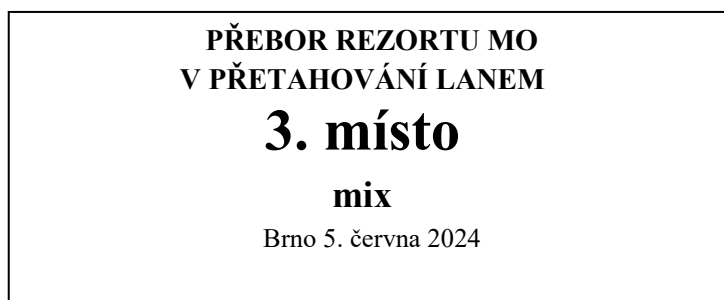 PŘEBOR REZORTU MO
V PŘETAHOVÁNÍ LANEM
3. místo
mix
Brno 5. června 2024